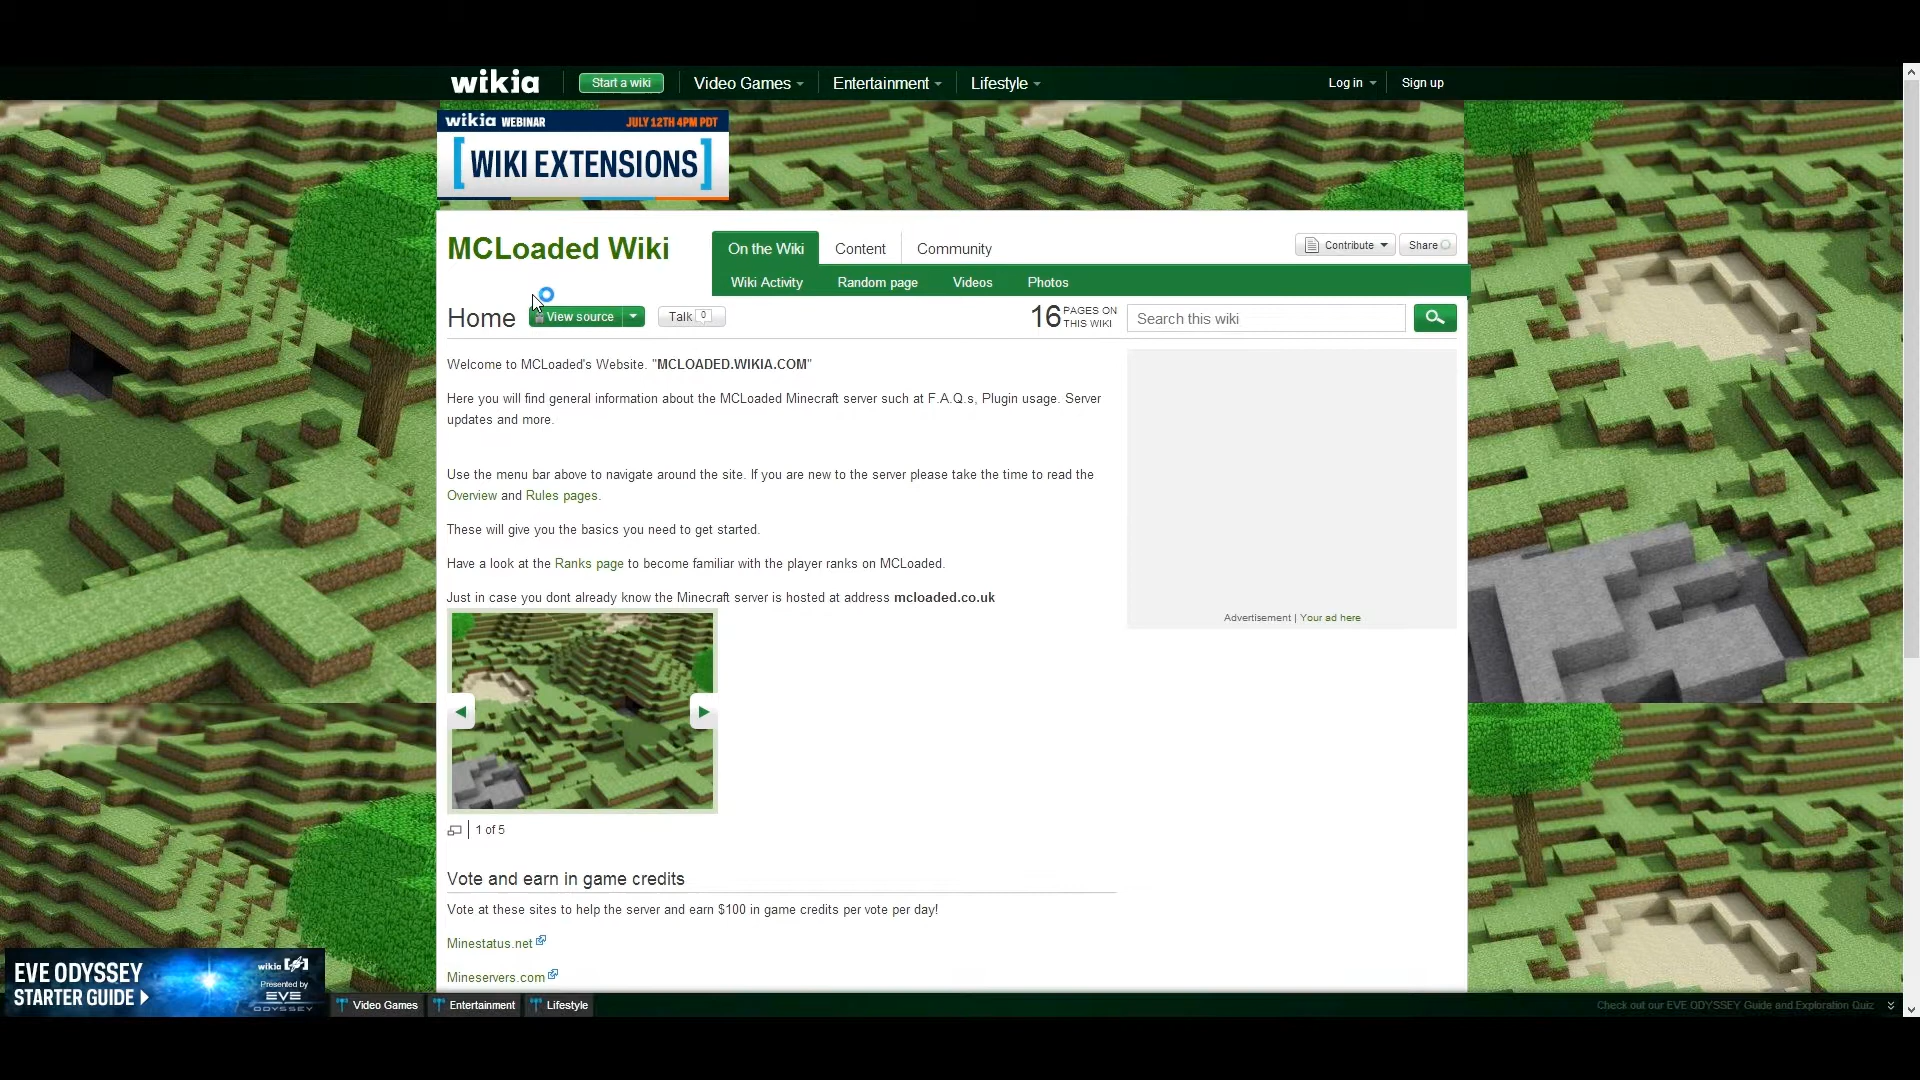 wikia
Start a wiki
Video Games
Entertainment
Lifestyle
Log in
Sign up
wikia WEBINAR JULY 12TH 4PM PDT
[WIKI EXTENSIONS]
MCLoaded Wiki
On the Wiki
Content
Community
Contribute
Share
Wiki Activity
Random page
Videos
Photos
Home
View source
Talk 0
16 PAGES ON
THIS WIKI
Search this wiki
Welcome to MCLoaded's Website. "MCLOADED.WIKIA.COM"
Here you will find general information about the MCLoaded Minecraft server such at F.A.Q.s, Plugin usage. Server
updates and more.
Use the menu bar above to navigate around the site. If you are new to the server please take the time to read the
Overview and Rules pages.
These will give you the basics you need to get started.
Have a look at the Ranks page to become familiar with the player ranks on MCLoaded.
Just in case you dont already know the Minecraft server is hosted at address mcloaded.co.uk
Advertisement | Your ad here
1 of 5
Vote and earn in game credits
Vote at these sites to help the server and earn $100 in game credits per vote per day!
Minestatus.net
Mineservers.com
EVE ODYSSEY
STARTER GUIDE
wikia
Presented by
EVE
ODYSSEY
Video Games
Entertainment
Lifestyle
Check out our EVE ODYSSEY Guide and Exploration Quiz